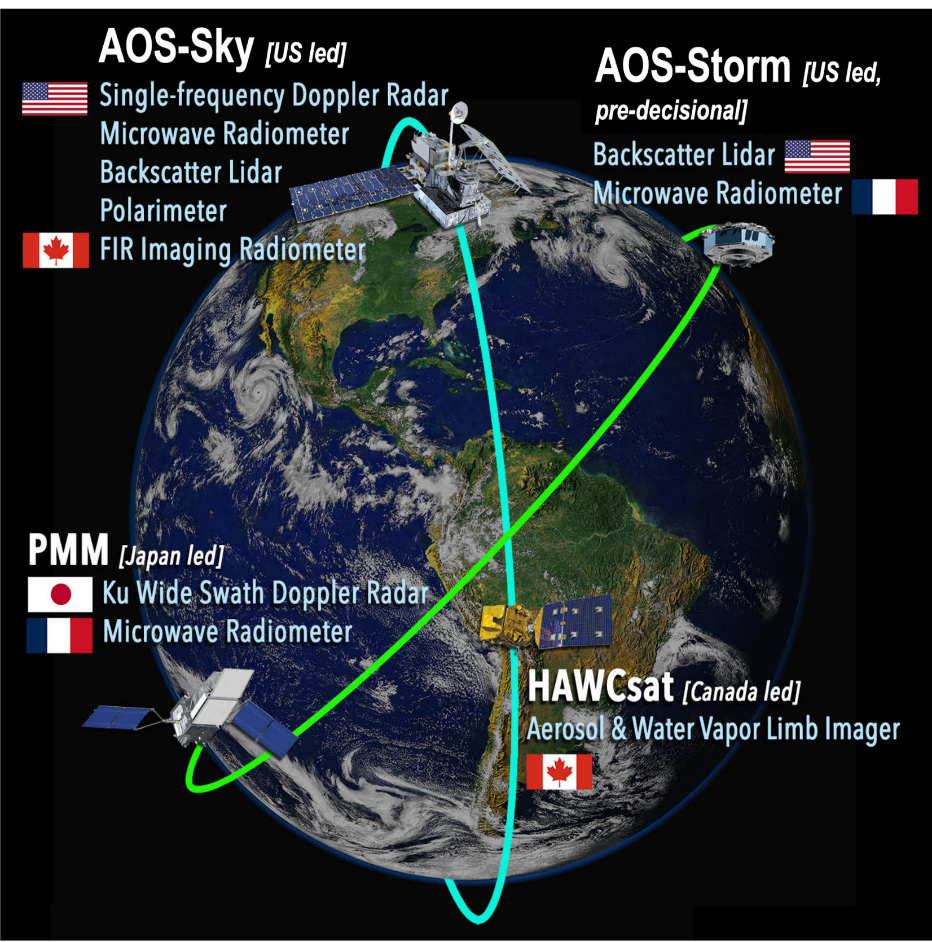 AOS-Sky [US led]
Single-frequency Doppler Radar
Microwave Radiometer
Backscatter Lidar
Polarimeter
FIR Imaging Radiometer
AOS-Storm [US led,
pre-decisional]
Backscatter Lidar
Microwave Radiometer
PMM [Japan led]
Ku Wide Swath Doppler Radar
Microwave Radiometer
HAWCsat [Canada led]
Aerosol & Water Vapor Limb Imager